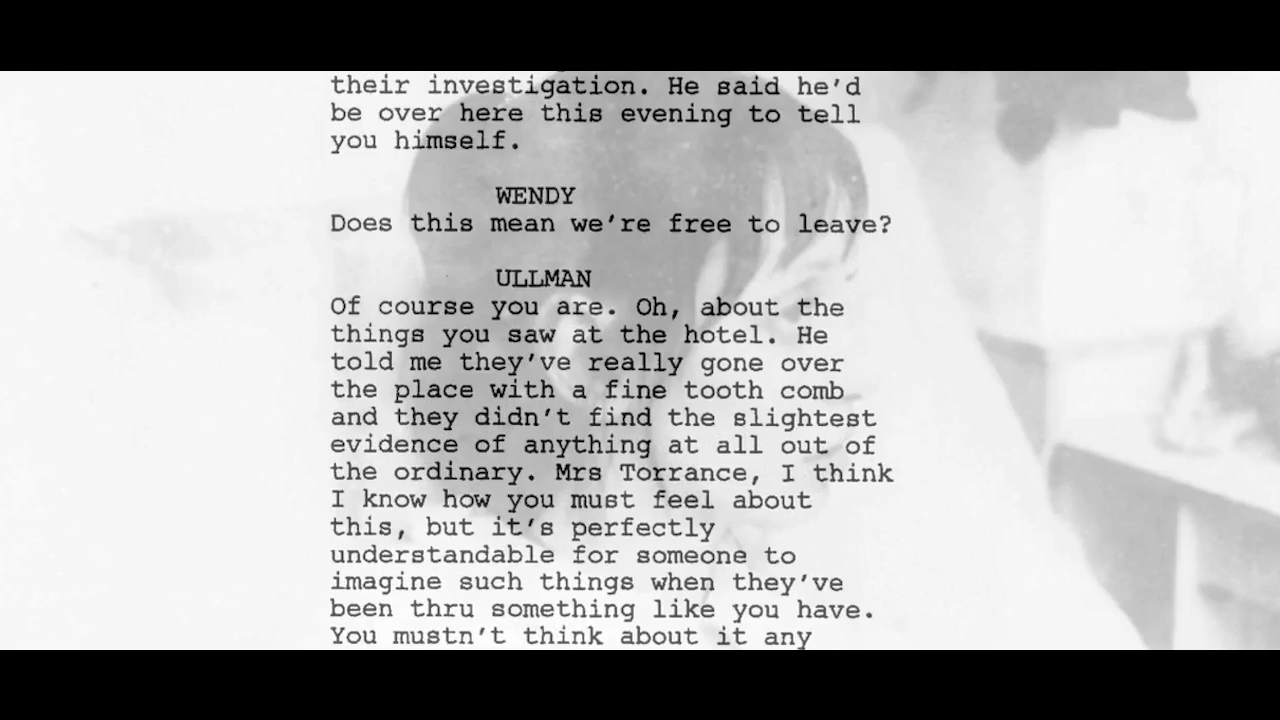 their investigation. He said he'd
be over here this evening to tell
you himself.
WENDY
Does this mean we're free to leave?
ULLMAN
Of course you are. Oh, about the
things you saw at the hotel. He
told me they've really gone over
the place with a fine tooth comb
and they didn't find the slightest
evidence of anything at all out of
the ordinary. Mrs Torrance, I think
I know how you must feel about
this, but it's perfectly
understandable for someone to
imagine such things when they've
been thru something like you have.
You mustn't think about it any